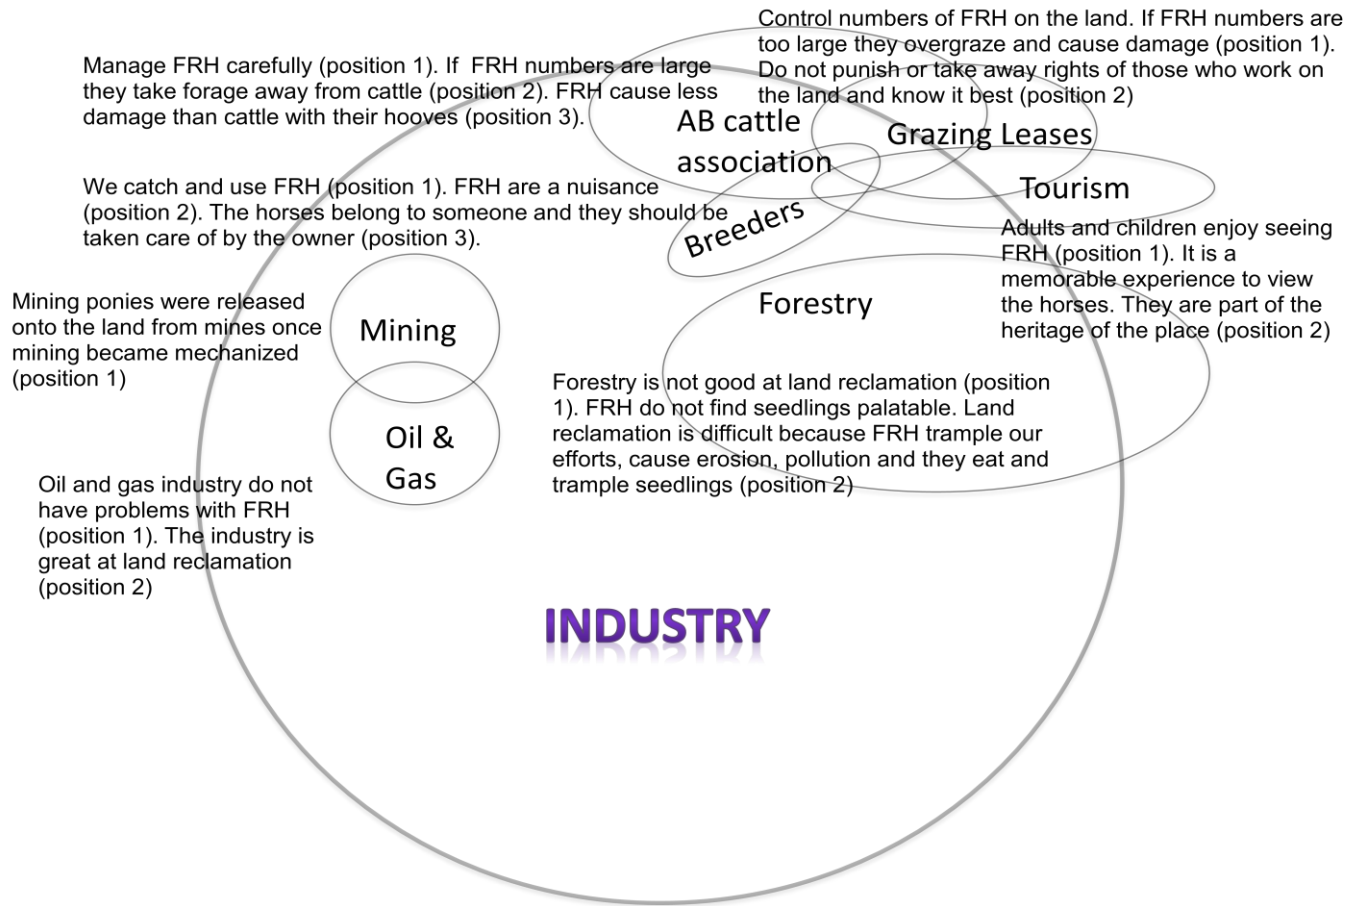 Control numbers of FRH on the land. If FRH numbers are
too large they overgraze and cause damage (position 1).
Do not punish or take away rights of those who work on
the land and know it best (position 2)
Manage FRH carefully (position 1). If  FRH numbers are large
they take forage away from cattle (position 2). FRH cause less
damage than cattle with their hooves (position 3).
AB cattle
association
Grazing Leases
Tourism
We catch and use FRH (position 1). FRH are a nuisance
(position 2). The horses belong to someone and they should be
taken care of by the owner (position 3).
Breeders
Adults and children enjoy seeing
FRH (position 1). It is a
memorable experience to view
the horses. They are part of the
heritage of the place (position 2)
Mining ponies were released
onto the land from mines once
mining became mechanized
(position 1)
Mining
Forestry
Forestry is not good at land reclamation (position
1). FRH do not find seedlings palatable. Land
reclamation is difficult because FRH trample our
efforts, cause erosion, pollution and they eat and
trample seedlings (position 2)
Oil &
Gas
Oil and gas industry do not
have problems with FRH
(position 1). The industry is
great at land reclamation
(position 2)
INDUSTRY